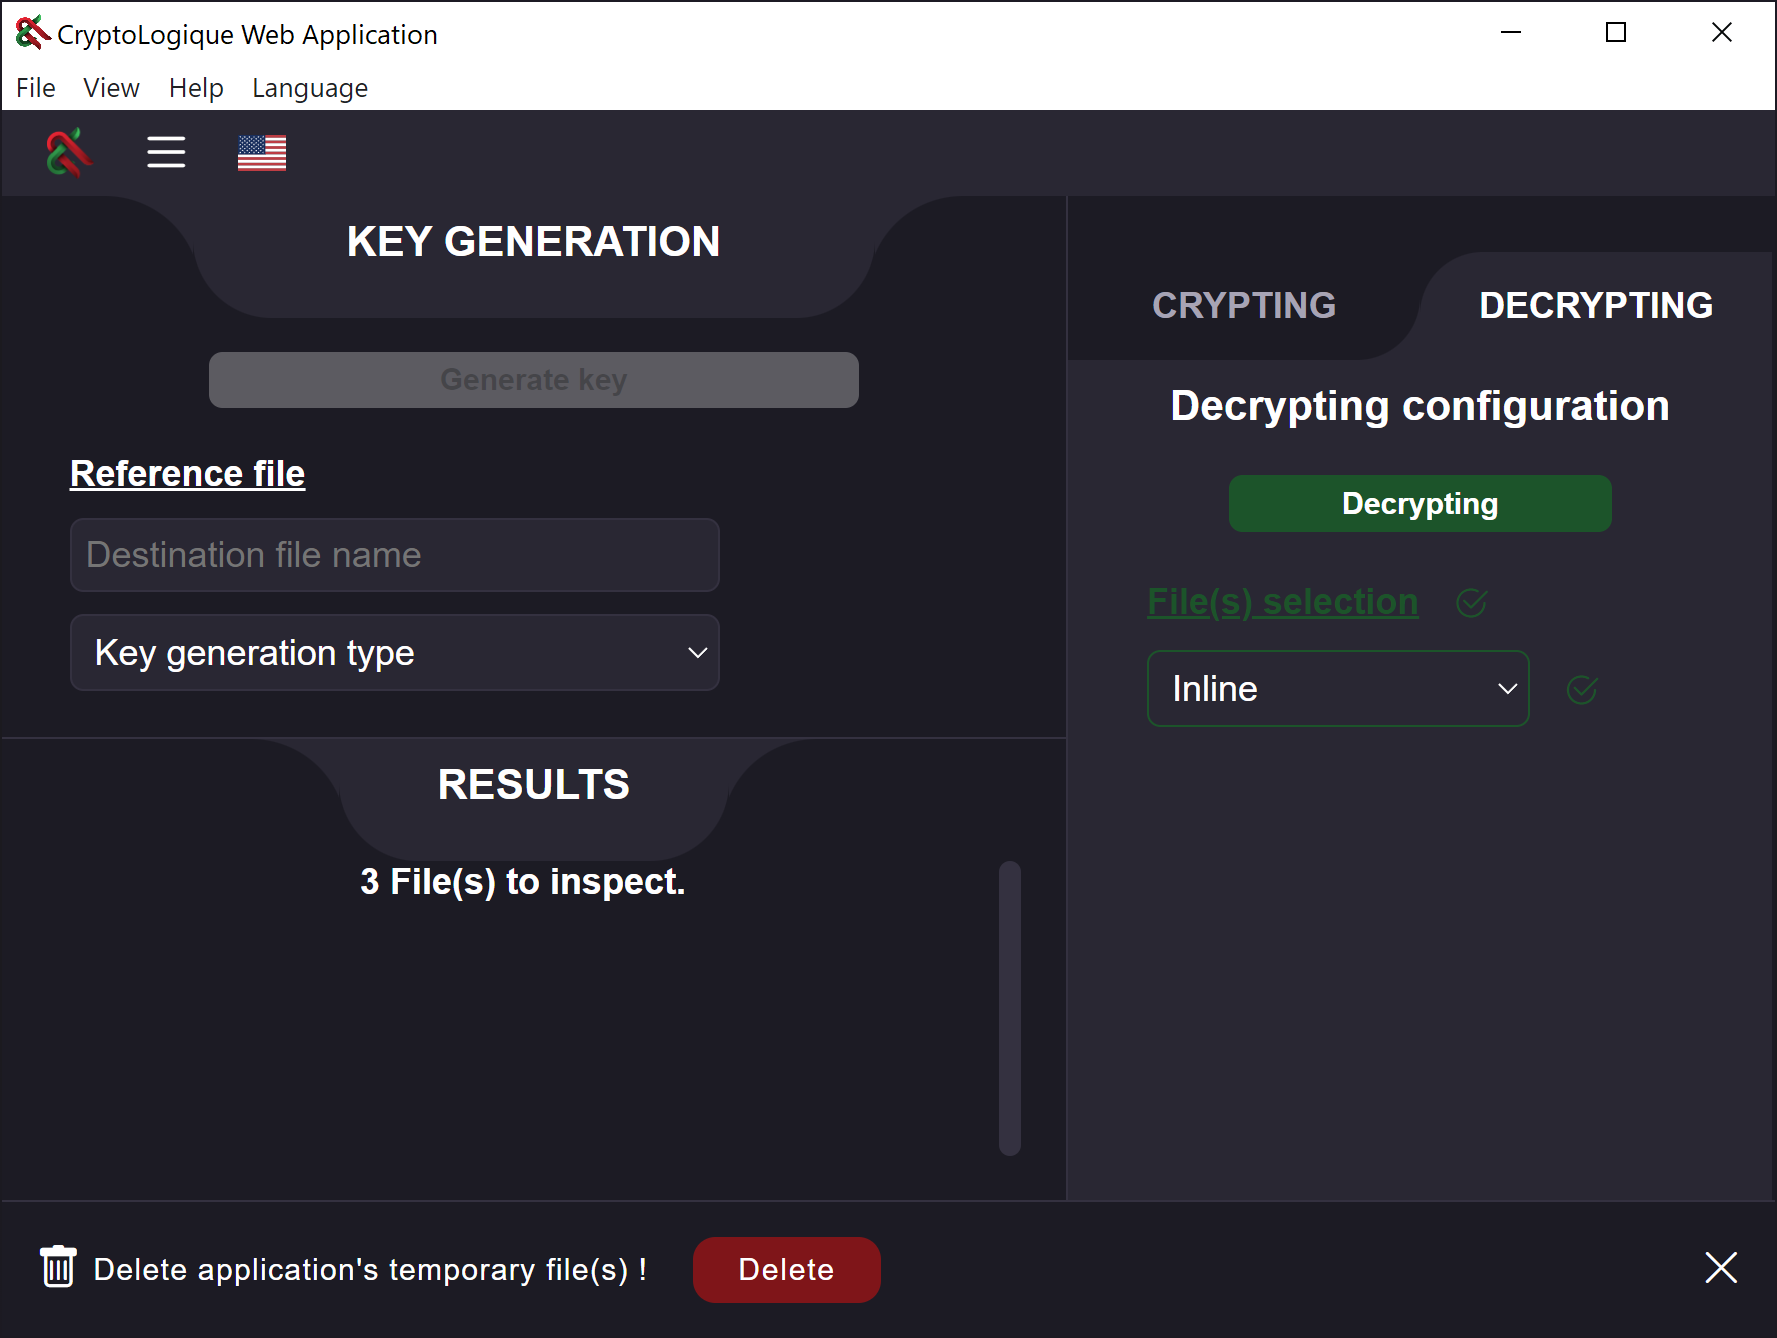 CryptoLogique Web Application
File View Help Language
KEY GENERATION
Generate key
Reference file
Destination file name
Key generation type
RESULTS
3 File(s) to inspect.
CRYPTING DECRYPTING
Decrypting configuration
Decrypting
File(s) selection
Inline
Delete application's temporary file(s) ! Delete